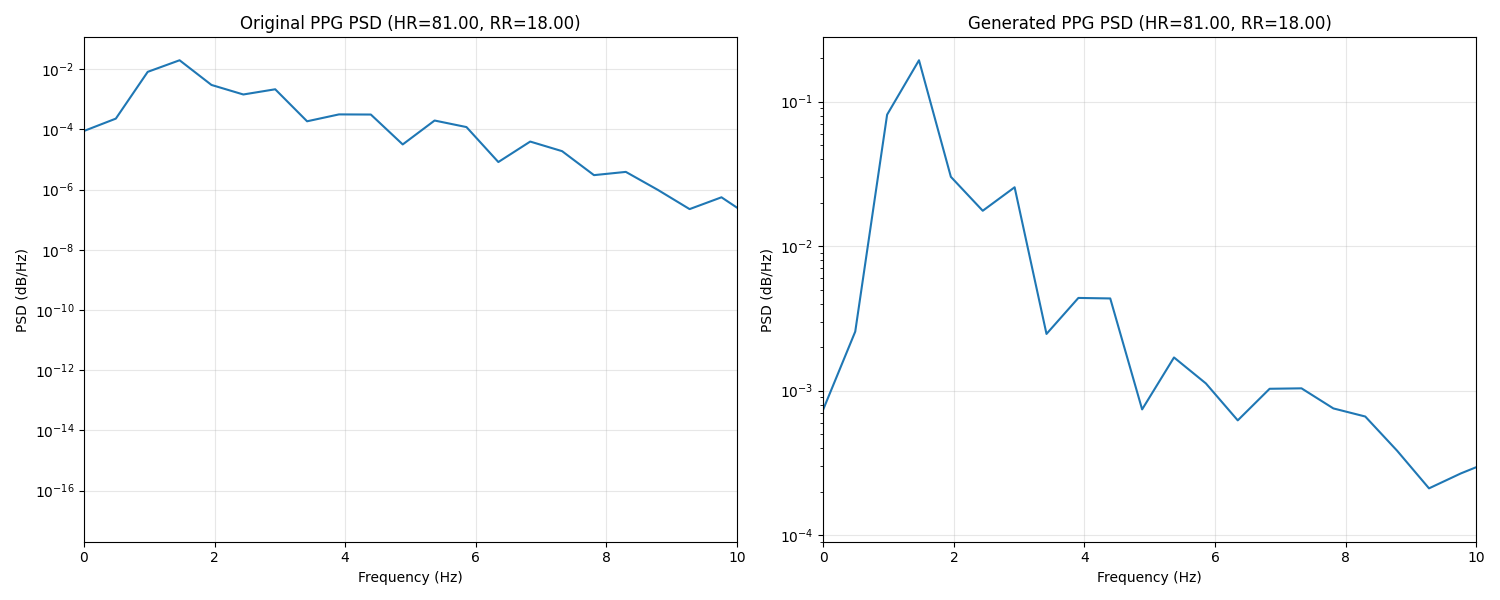 Original PPG PSD (HR=81.00, RR=18.00)
PSD (dB/Hz)
10⁻²
10⁻⁴
10⁻⁶
10⁻⁸
10⁻¹⁰
10⁻¹²
10⁻¹⁴
10⁻¹⁶
0 2 4 6 8 10
Frequency (Hz)
Generated PPG PSD (HR=81.00, RR=18.00)
PSD (dB/Hz)
10⁻¹
10⁻²
10⁻³
10⁻⁴
0 2 4 6 8 10
Frequency (Hz)